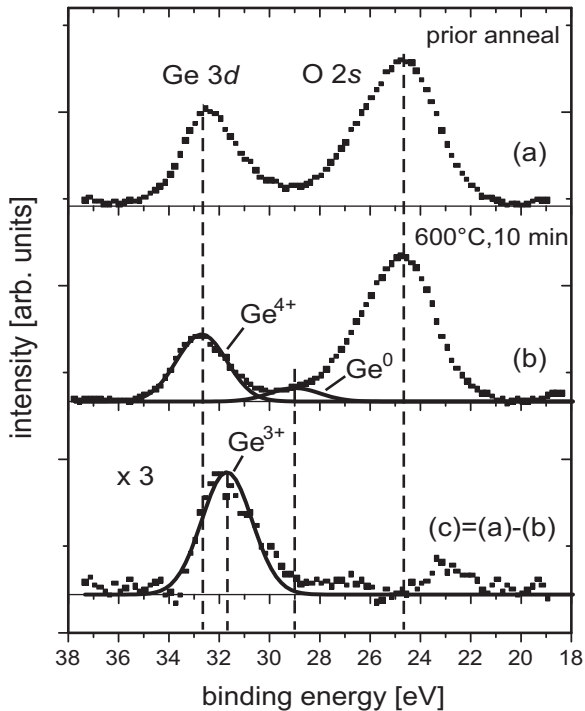 prior anneal
Ge 3d
O 2s
(a)
600°C,10 min
Ge4+
Ge0
(b)
x 3
Ge3+
(c)=(a)-(b)
intensity [arb. units]
38 36 34 32 30 28 26 24 22 20 18
binding energy [eV]